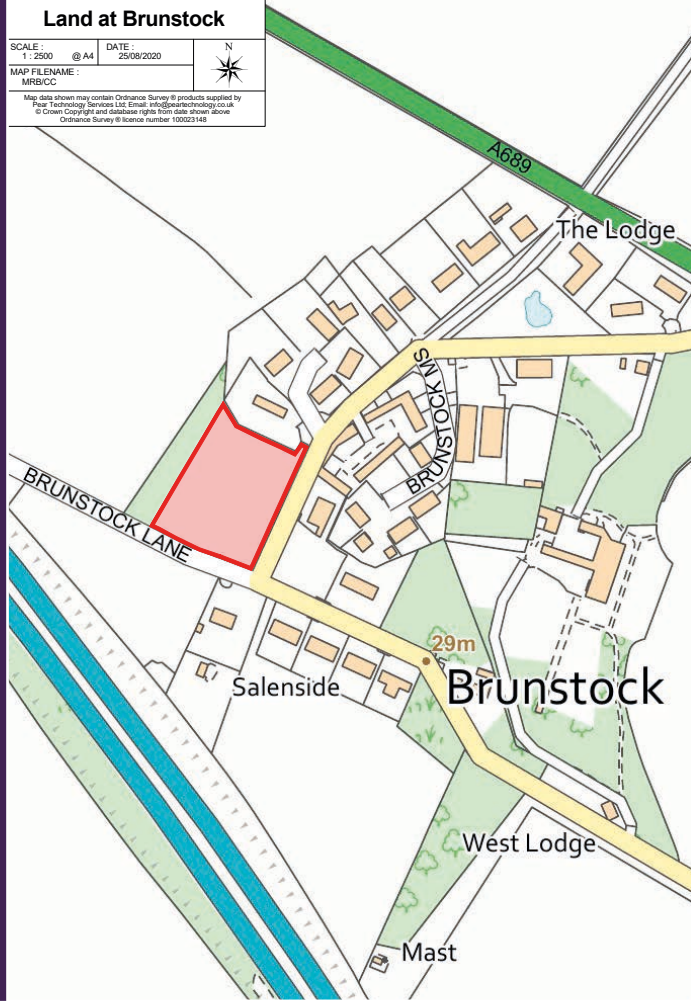 Land at Brunstock
SCALE :
1 : 2500 @ A4
DATE :
25/08/2020
N
MAP FILENAME :
MRB/CC
Map data shown may contain Ordnance Survey ® products supplied by
Pear Technology Services Ltd; Email: info@peartechnology.co.uk
© Crown Copyright and database rights from date shown above
Ordnance Survey ® licence number 100023148
A689
The Lodge
BRUNSTOCK MS
BRUNSTOCK LANE
29m
Salenside
Brunstock
West Lodge
Mast